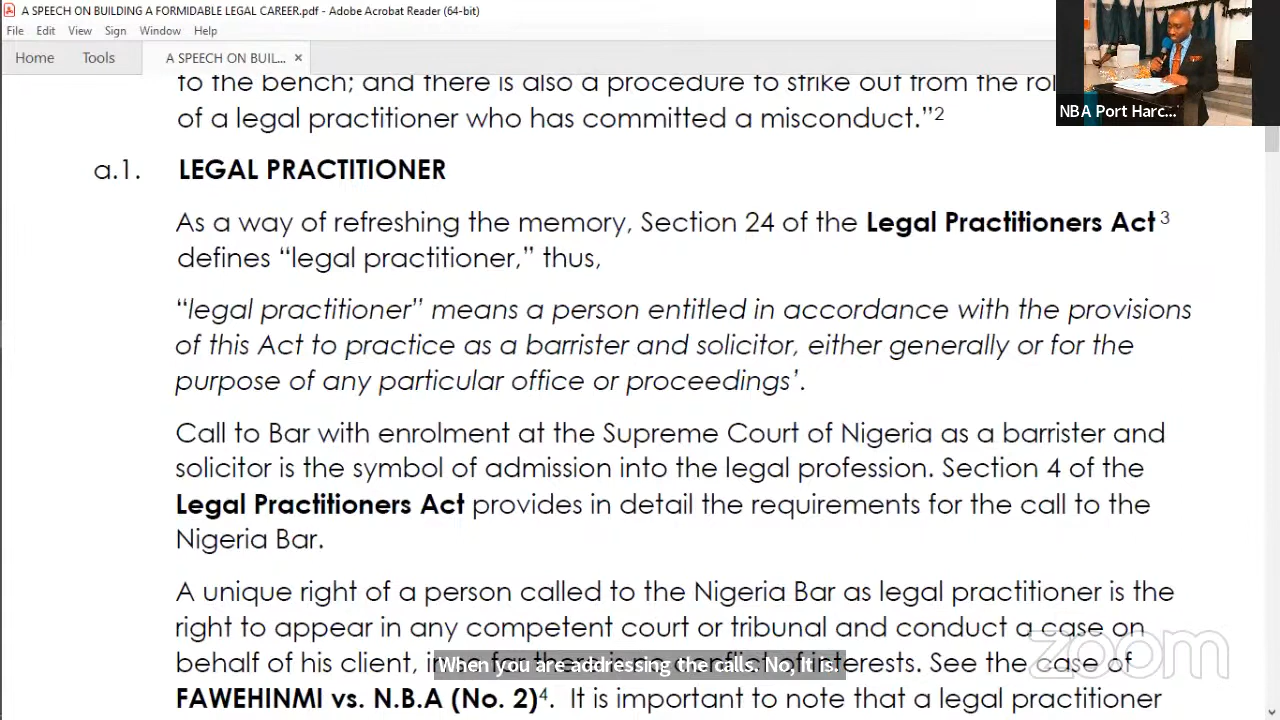 A SPEECH ON BUILDING A FORMIDABLE LEGAL CAREER.pdf - Adobe Acrobat Reader (64-bit)
File Edit View Sign Window Help
Home Tools A SPEECH ON BUIL... ×
NBA Port Harc...
to the bench; and there is also a procedure to strike out from the
of a legal practitioner who has committed a misconduct.”2
a.1. LEGAL PRACTITIONER
As a way of refreshing the memory, Section 24 of the Legal Practitioners Act 3
defines “legal practitioner,” thus,
“legal practitioner” means a person entitled in accordance with the provisions
of this Act to practice as a barrister and solicitor, either generally or for the
purpose of any particular office or proceedings’.
Call to Bar with enrolment at the Supreme Court of Nigeria as a barrister and
solicitor is the symbol of admission into the legal profession. Section 4 of the
Legal Practitioners Act provides in detail the requirements for the call to the
Nigeria Bar.
A unique right of a person called to the Nigeria Bar as legal practitioner is the
right to appear in any competent court or tribunal and conduct a case on
behalf of his client, interests. See the case of
When you are addressing the calls. No, It is.
zoom
FAWEHINMI vs. N.B.A (No. 2)4. It is important to note that a legal practitioner